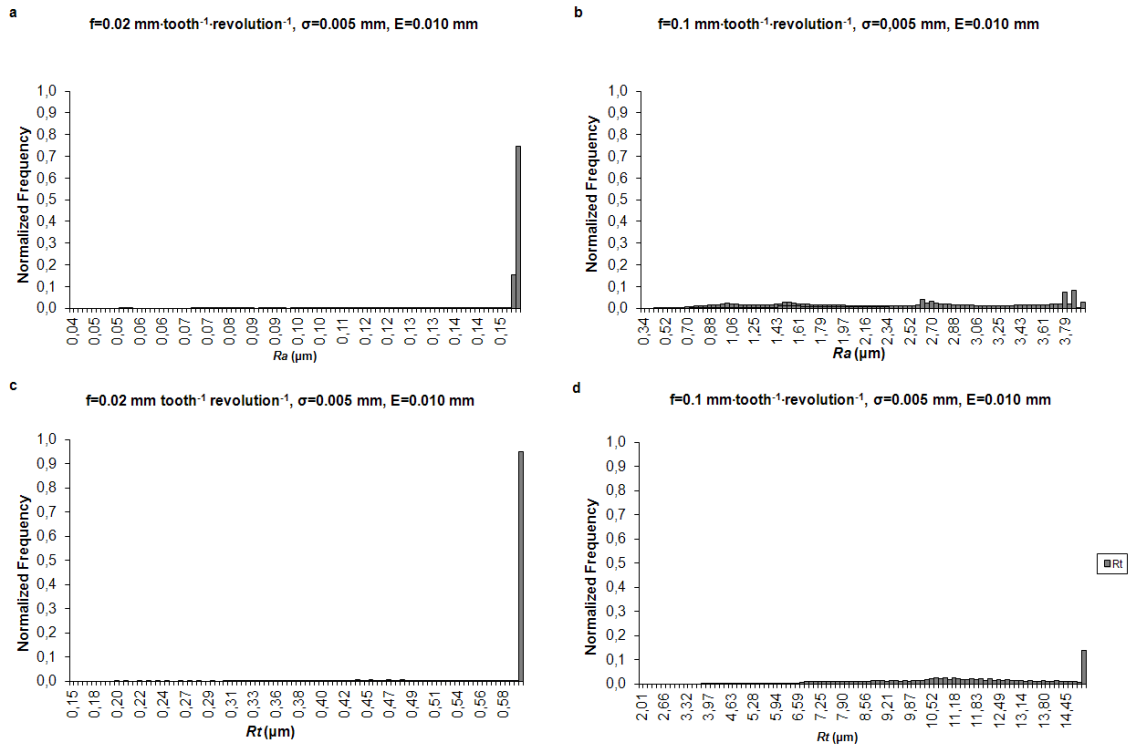 a
f=0.02 mm·tooth⁻¹·revolution⁻¹, σ=0.005 mm, E=0.010 mm
Normalized Frequency
1,0
0,9
0,8
0,7
0,6
0,5
0,4
0,3
0,2
0,1
0,0
0,04 0,05 0,05 0,06 0,06 0,07 0,07 0,08 0,09 0,09 0,10 0,10 0,11 0,12 0,12 0,13 0,13 0,14 0,14 0,15
Ra (µm)
b
f=0.1 mm·tooth⁻¹·revolution⁻¹, σ=0,005 mm, E=0.010 mm
Normalized Frequency
1,0
0,9
0,8
0,7
0,6
0,5
0,4
0,3
0,2
0,1
0,0
0,34 0,52 0,70 0,88 1,06 1,25 1,43 1,61 1,79 1,97 2,16 2,34 2,52 2,70 2,88 3,06 3,25 3,43 3,61 3,79
Ra (µm)
c
f=0.02 mm tooth⁻¹ revolution⁻¹, σ=0.005 mm, E=0.010 mm
Normalized Frequency
1,0
0,9
0,8
0,7
0,6
0,5
0,4
0,3
0,2
0,1
0,0
0,15 0,18 0,20 0,22 0,24 0,27 0,29 0,31 0,33 0,36 0,38 0,40 0,42 0,44 0,47 0,49 0,51 0,54 0,56 0,58
Rt (µm)
d
f=0.1 mm·tooth⁻¹·revolution⁻¹, σ=0.005 mm, E=0.010 mm
Normalized Frequency
1,0
0,9
0,8
0,7
0,6
0,5
0,4
0,3
0,2
0,1
0,0
2,01 2,66 3,32 3,97 4,63 5,28 5,94 6,59 7,25 7,90 8,56 9,21 9,87 10,52 11,18 11,83 12,49 13,14 13,80 14,45
Rt (µm)
Rt